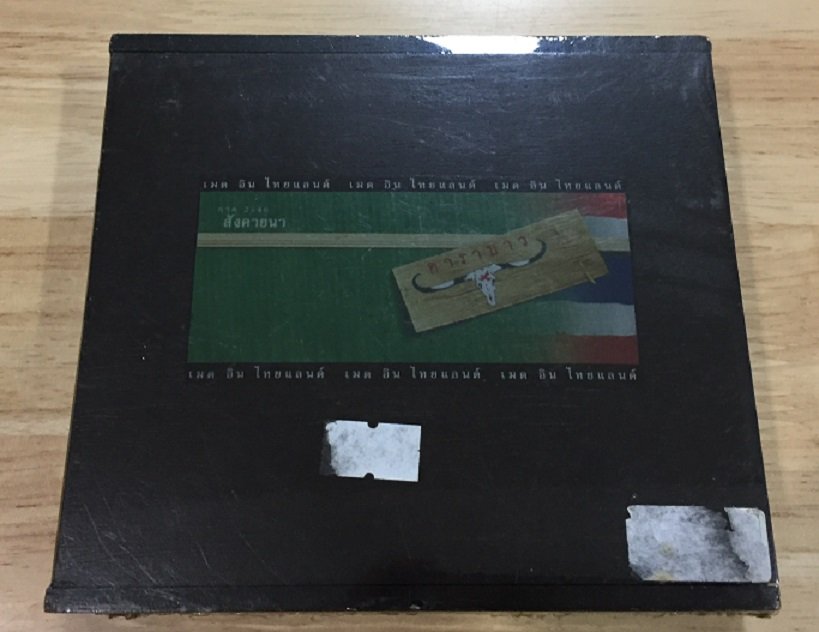 เมด อิน ไทยแลนด์ เมด อิน ไทยแลนด์ เมด อิน ไทยแลนด์
สังคายนา
คาราบาว
เมด อิน ไทยแลนด์ เมด อิน ไทยแลนด์ เมด อิน ไทยแลนด์